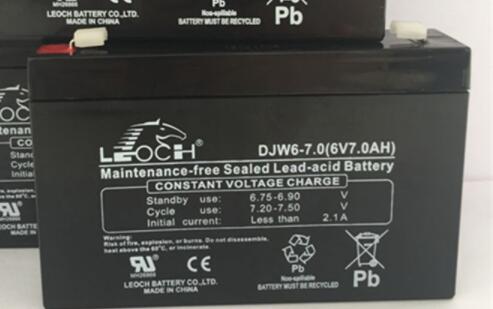 LEOCH BATTERY CO.,LTD.
MADE IN CHINA
Non-spillable
BATTERY MUST BE RECYCLED
Pb
LEOCH
DJW6-7.0(6V7.0AH)
Maintenance-free Sealed Lead-acid Battery
CONSTANT VOLTAGE CHARGE
Standby use: 6.75-6.90 V
Cycle use: 7.20-7.50 V
Initial current: Less than 2.1A
Warning:
Risk of fire, explosion, or burns. Do not disassemble,
heat above 60°C, or incinerate.
MH26866
CE
LEOCH BATTERY CO.,LTD.
MADE IN CHINA
Non-spillable
BATTERY MUST BE RECYCLED
Pb